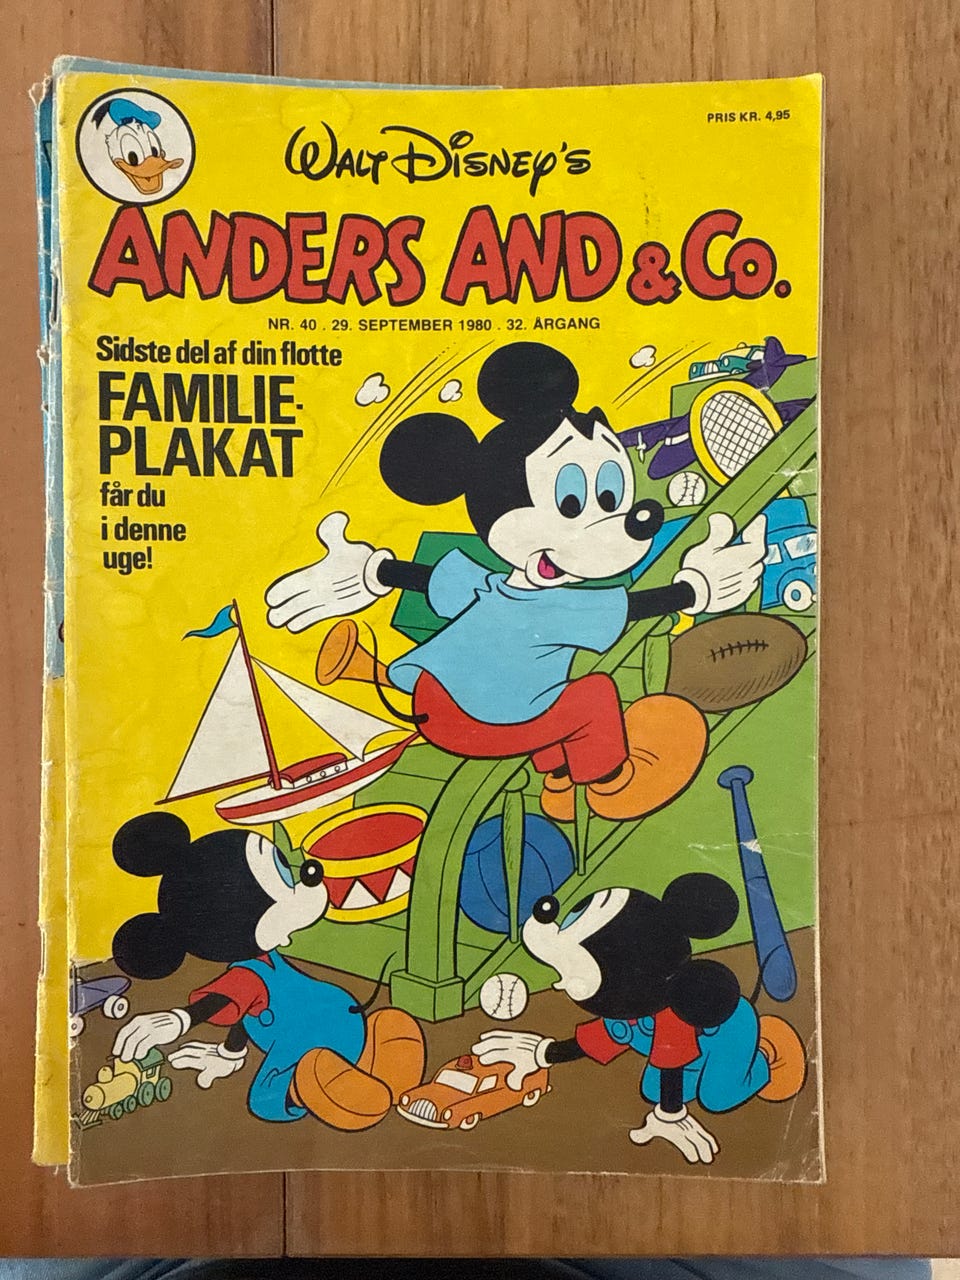 PRIS KR. 4,95
WALT DISNEY'S
ANDERS AND & CO.
NR. 40 . 29. SEPTEMBER 1980 . 32. ÅRGANG
Sidste del af din flotte
FAMILIE-
PLAKAT
får du
i denne
uge!